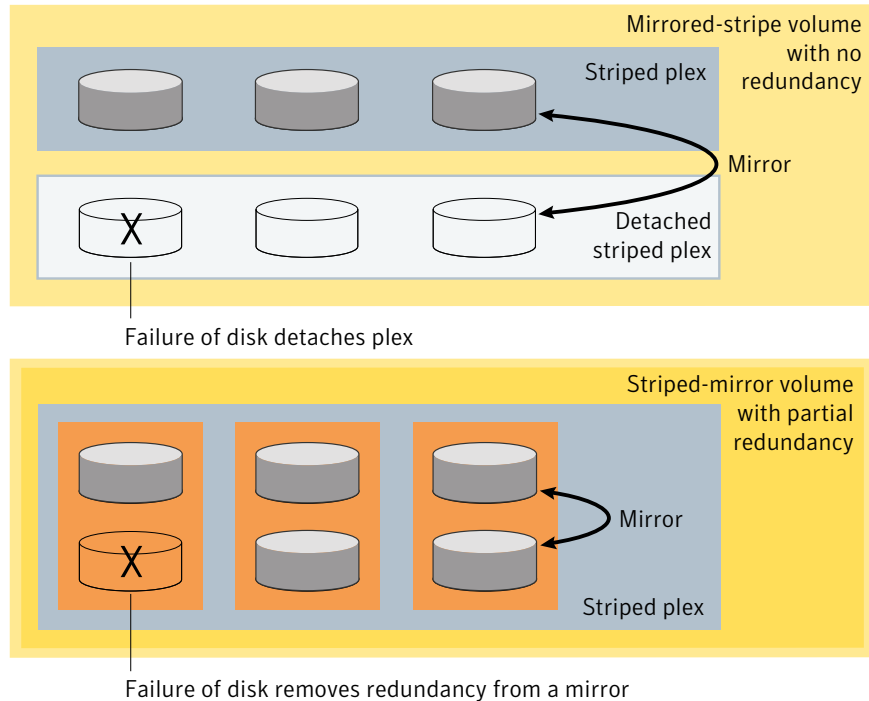 Mirrored-stripe volume
with no
redundancy
Striped plex
Mirror
Detached
striped plex
X
Failure of disk detaches plex
Striped-mirror volume
with partial
redundancy
Mirror
X
Striped plex
Failure of disk removes redundancy from a mirror